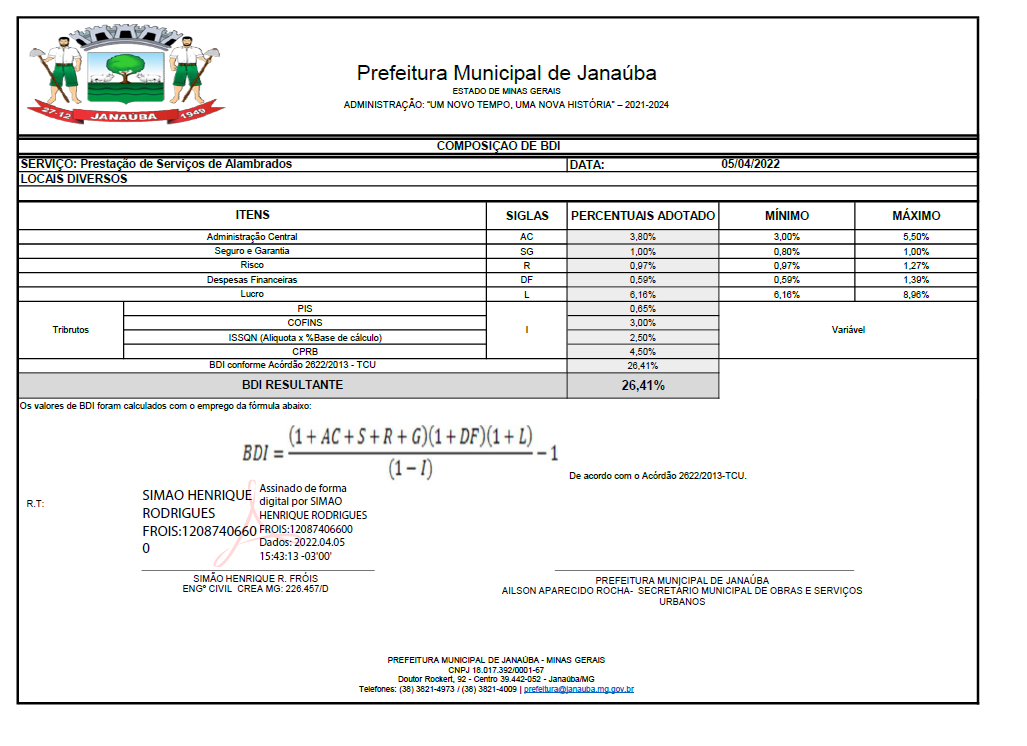 27-12 JANAÚBA 1949
Prefeitura Municipal de Janaúba
ESTADO DE MINAS GERAIS
ADMINISTRAÇÃO: “UM NOVO TEMPO, UMA NOVA HISTÓRIA” – 2021-2024
COMPOSIÇÃO DE BDI
SERVIÇO: Prestação de Serviços de Alambrados DATA: 05/04/2022
LOCAIS DIVERSOS
ITENS SIGLAS PERCENTUAIS ADOTADO MÍNIMO MÁXIMO
Administração Central AC 3,80% 3,00% 5,50%
Seguro e Garantia SG 1,00% 0,80% 1,00%
Risco R 0,97% 0,97% 1,27%
Despesas Financeiras DF 0,59% 0,59% 1,39%
Lucro L 6,16% 6,16% 8,96%
PIS 0,65%
COFINS 3,00%
Tributos I Variável
ISSQN (Aliquota x %Base de cálculo) 2,50%
CPRB 4,50%
BDI conforme Acórdão 2622/2013 - TCU 26,41%
BDI RESULTANTE 26,41%
Os valores de BDI foram calculados com o emprego da fórmula abaixo:
BDI = (1 + AC + S + R + G)(1 + DF)(1 + L) / (1 – I) – 1
De acordo com o Acórdão 2622/2013-TCU.
R.T:
SIMAO HENRIQUE
RODRIGUES
FROIS:1208740660
0
Assinado de forma
digital por SIMAO
HENRIQUE RODRIGUES
FROIS:12087406600
Dados: 2022.04.05
15:43:13 -03'00'
SIMÃO HENRIQUE R. FRÓIS
ENGº CIVIL CREA MG: 226.457/D
PREFEITURA MUNICIPAL DE JANAÚBA
AILSON APARECIDO ROCHA- SECRETÁRIO MUNICIPAL DE OBRAS E SERVIÇOS
URBANOS
PREFEITURA MUNICIPAL DE JANAÚBA - MINAS GERAIS
CNPJ 18.017.392/0001-67
Doutor Rockert, 92 - Centro 39.442-052 - Janaúba/MG
Telefones: (38) 3821-4973 / (38) 3821-4009 | prefeitura@janauba.mg.gov.br